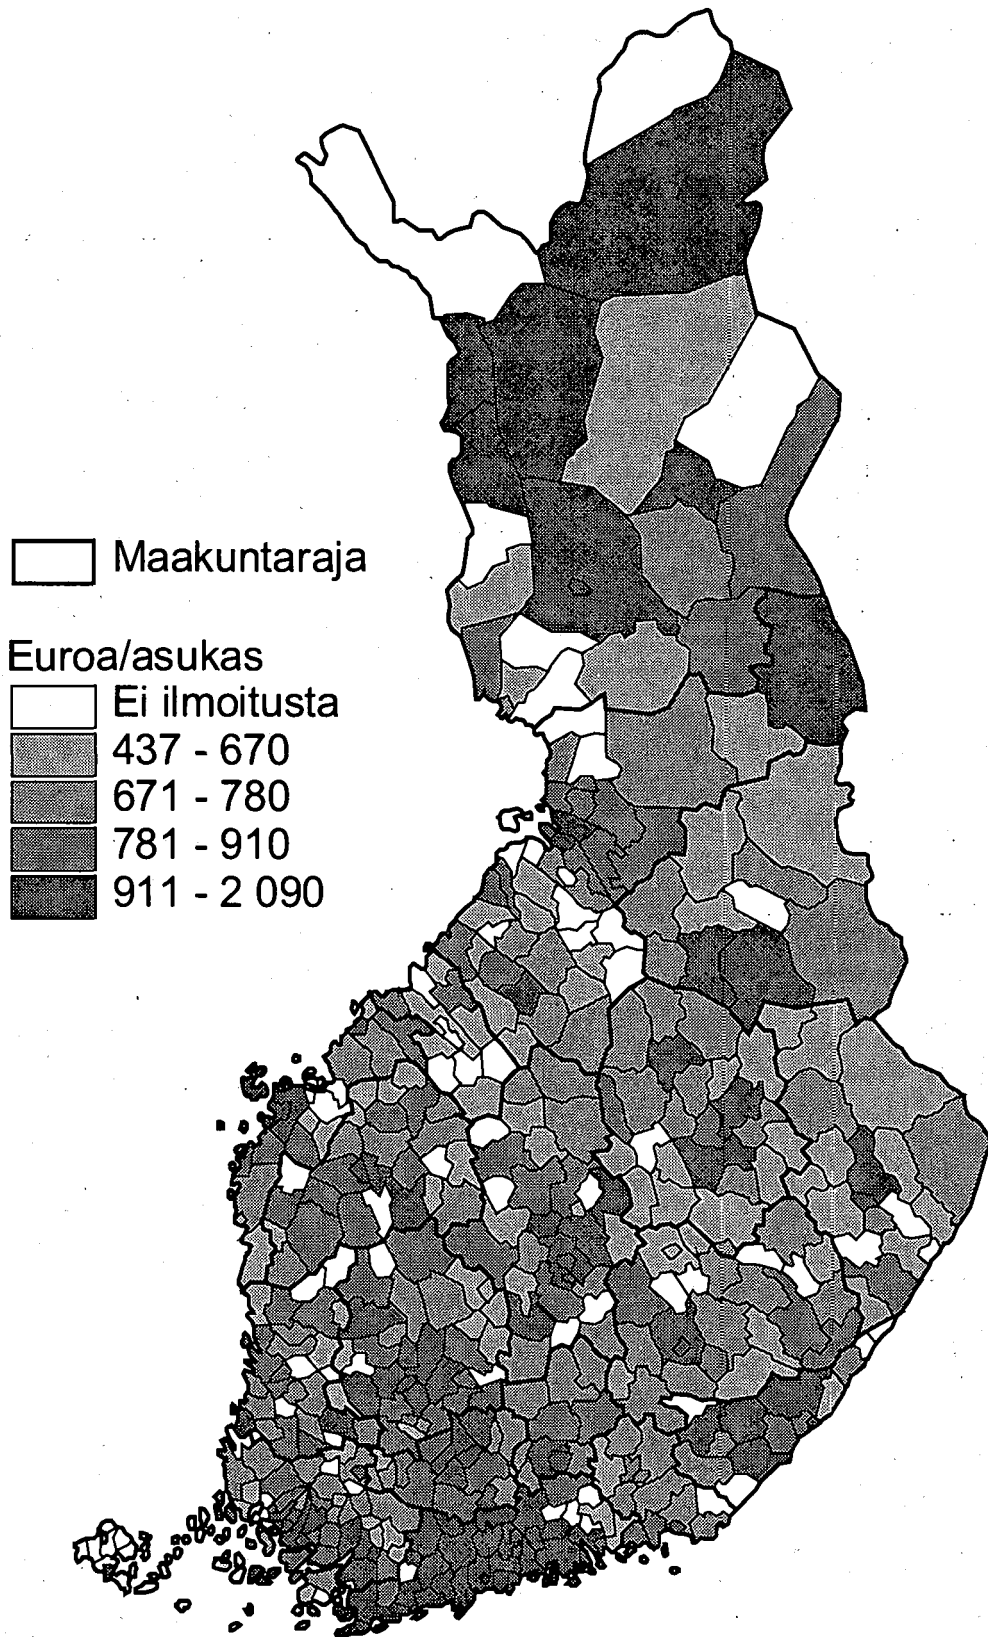 Maakuntaraja
Euroa/asukas
Ei ilmoitusta
437 - 670
671 - 780
781 - 910
911 - 2 090